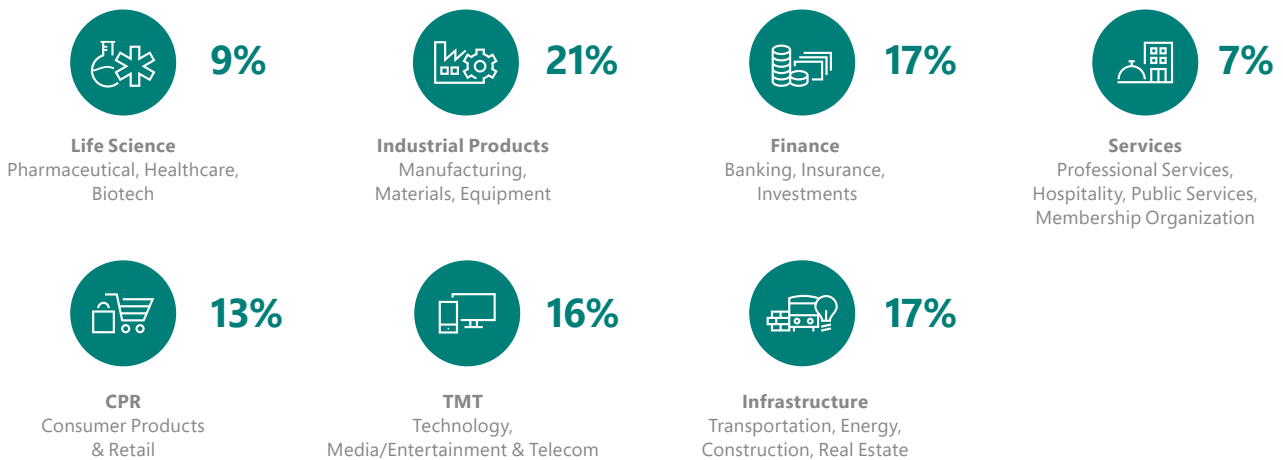 9%
Life Science
Pharmaceutical, Healthcare,
Biotech
21%
Industrial Products
Manufacturing,
Materials, Equipment
17%
Finance
Banking, Insurance,
Investments
7%
Services
Professional Services,
Hospitality, Public Services,
Membership Organization
13%
CPR
Consumer Products
& Retail
16%
TMT
Technology,
Media/Entertainment & Telecom
17%
Infrastructure
Transportation, Energy,
Construction, Real Estate